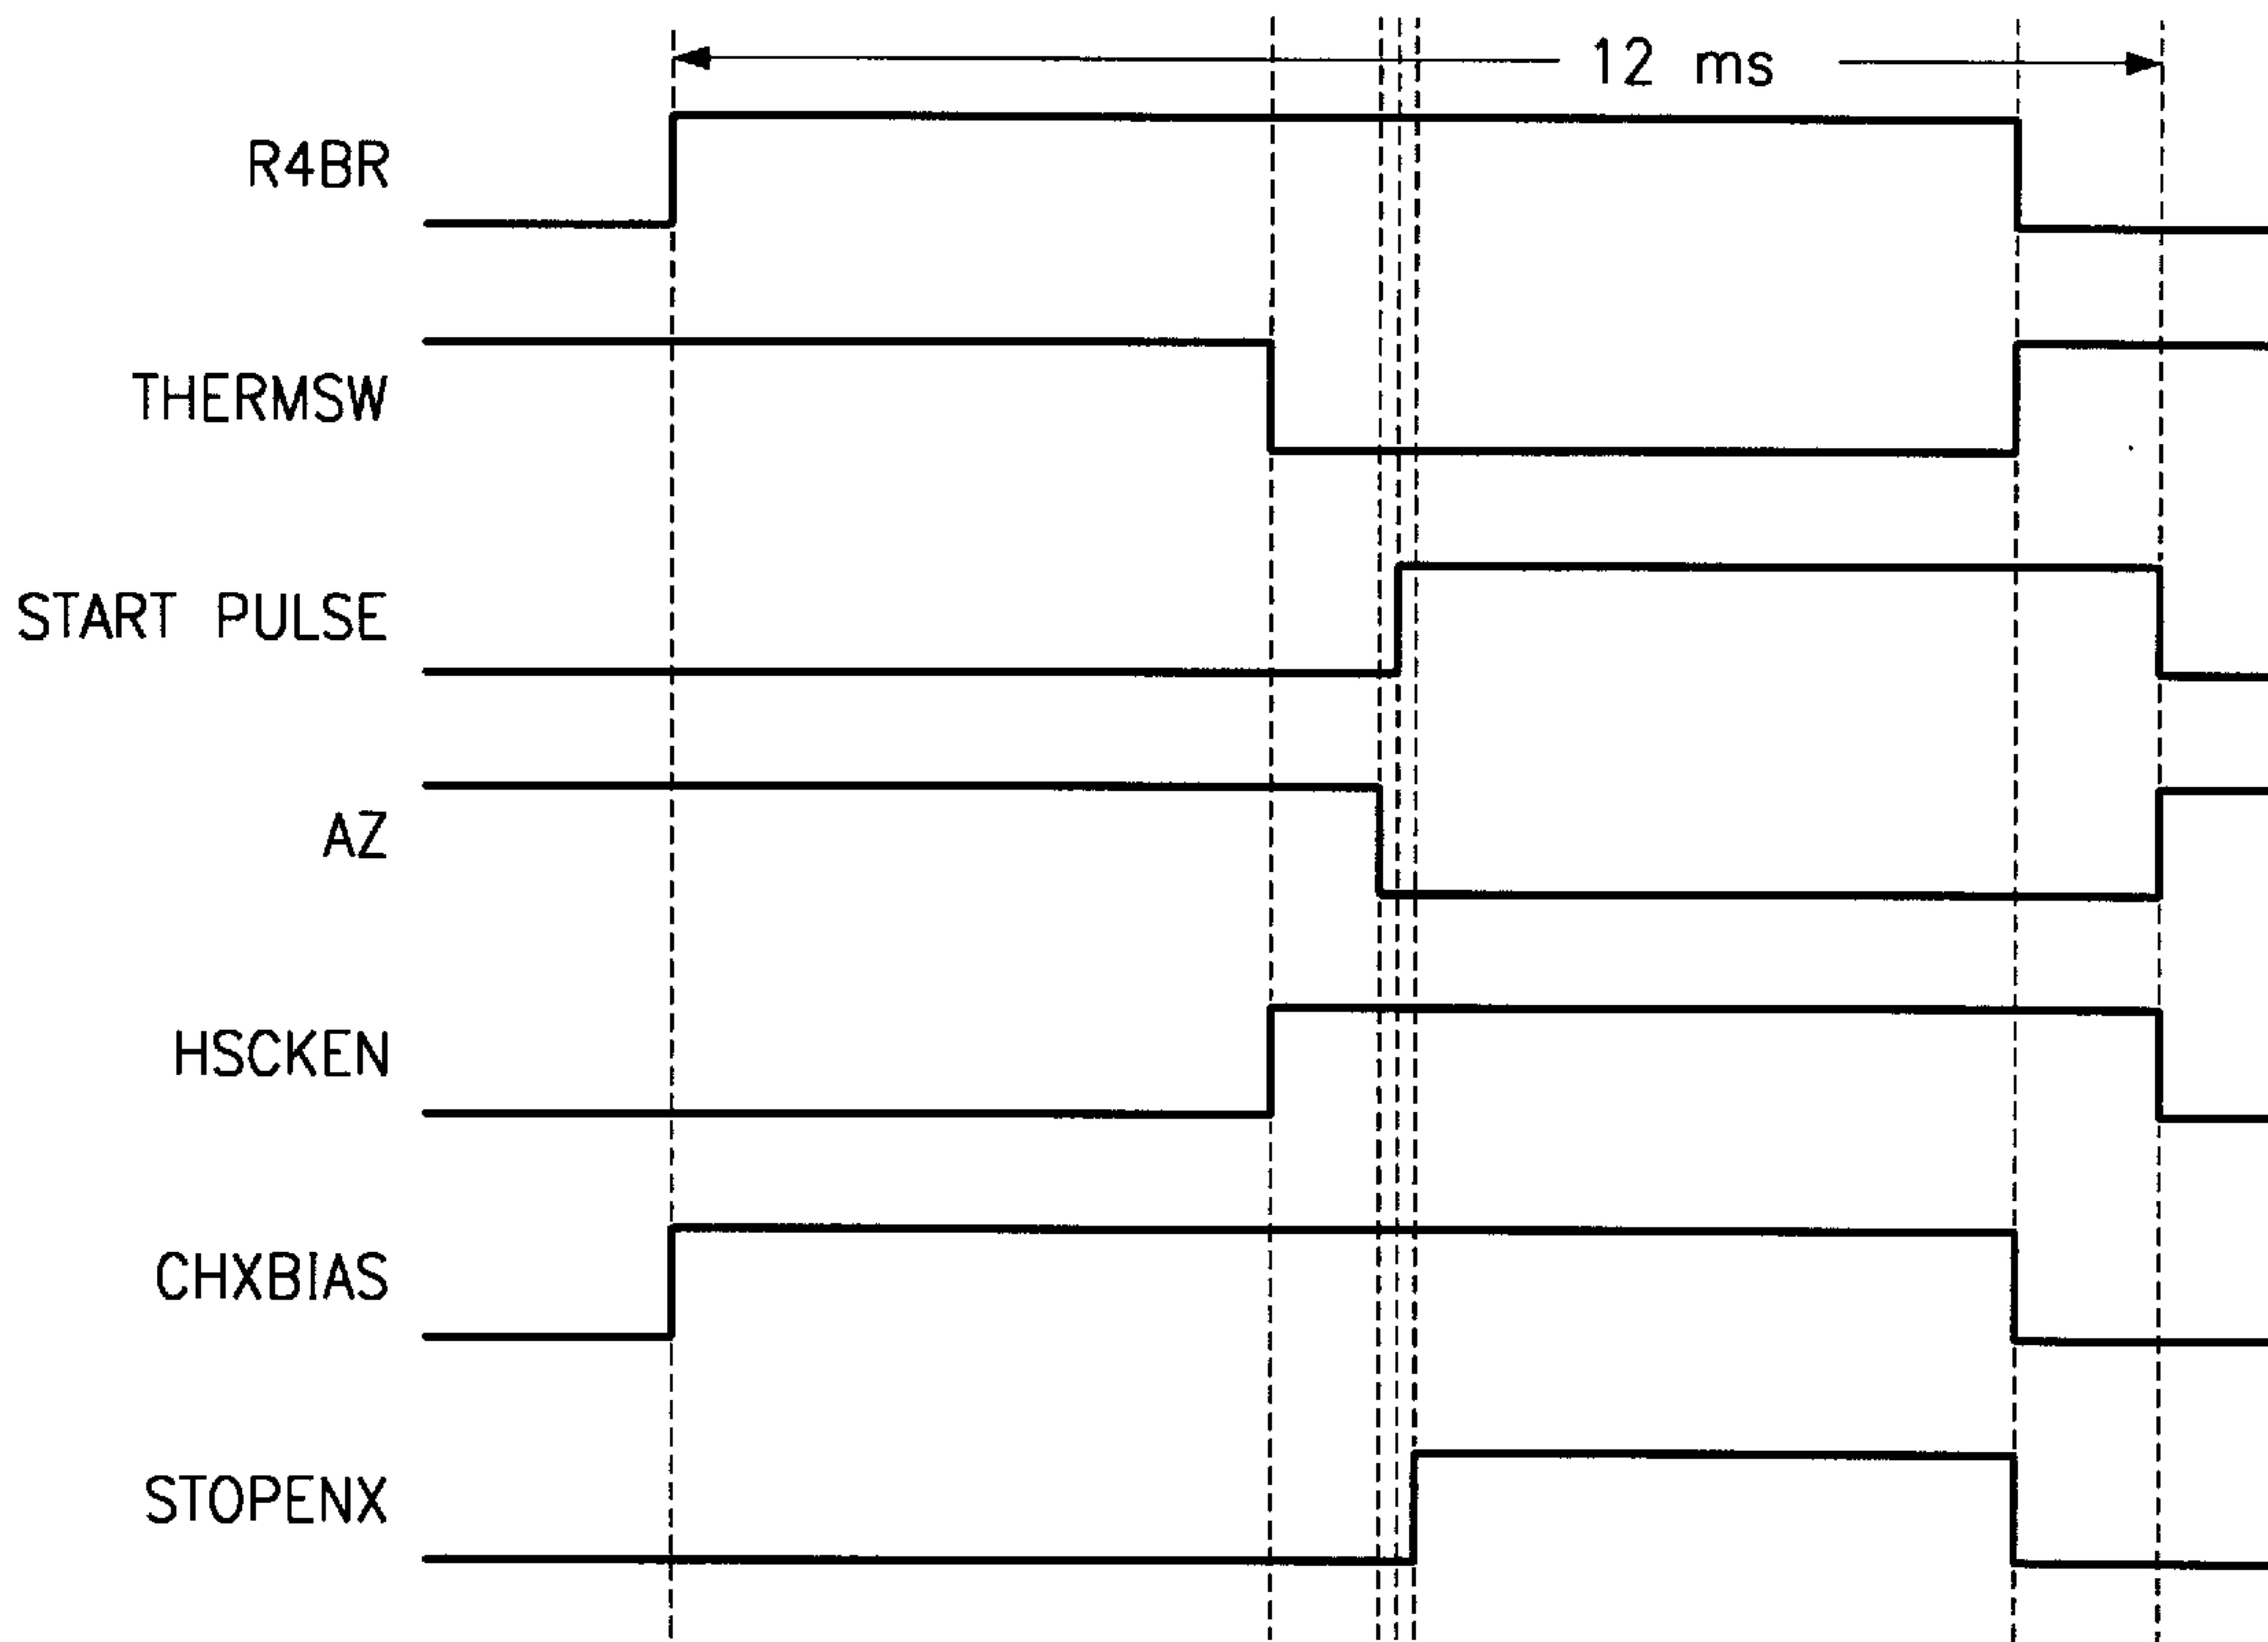 12 ms
R4BR
THERMSW
START PULSE
AZ
HSCKEN
CHXBIAS
STOPENX